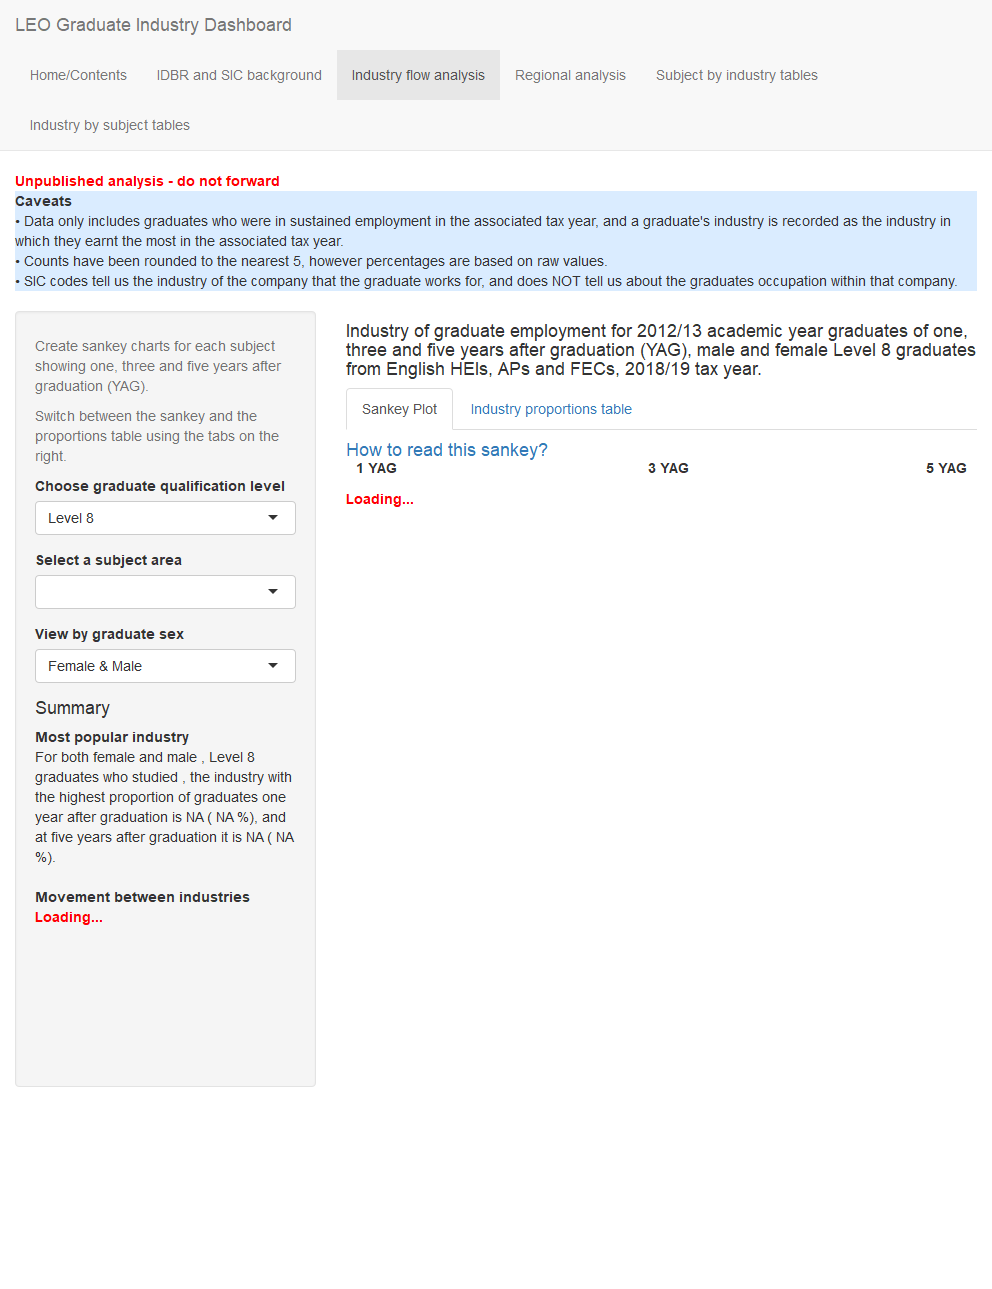 LEO Graduate Industry Dashboard
Home/Contents IDBR and SIC background Industry flow analysis Regional analysis Subject by industry tables
Industry by subject tables
Unpublished analysis - do not forward
Caveats
• Data only includes graduates who were in sustained employment in the associated tax year, and a graduate's industry is recorded as the industry in
which they earnt the most in the associated tax year.
• Counts have been rounded to the nearest 5, however percentages are based on raw values.
• SIC codes tell us the industry of the company that the graduate works for, and does NOT tell us about the graduates occupation within that company.
Create sankey charts for each subject
showing one, three and five years after
graduation (YAG).
Switch between the sankey and the
proportions table using the tabs on the
right.
Choose graduate qualification level
Level 8
Select a subject area
View by graduate sex
Female & Male
Summary
Most popular industry
For both female and male , Level 8
graduates who studied , the industry with
the highest proportion of graduates one
year after graduation is NA ( NA %), and
at five years after graduation it is NA ( NA
%).
Movement between industries
Loading...
Industry of graduate employment for 2012/13 academic year graduates of one,
three and five years after graduation (YAG), male and female Level 8 graduates
from English HEIs, APs and FECs, 2018/19 tax year.
Sankey Plot Industry proportions table
How to read this sankey?
1 YAG 3 YAG 5 YAG
Loading...